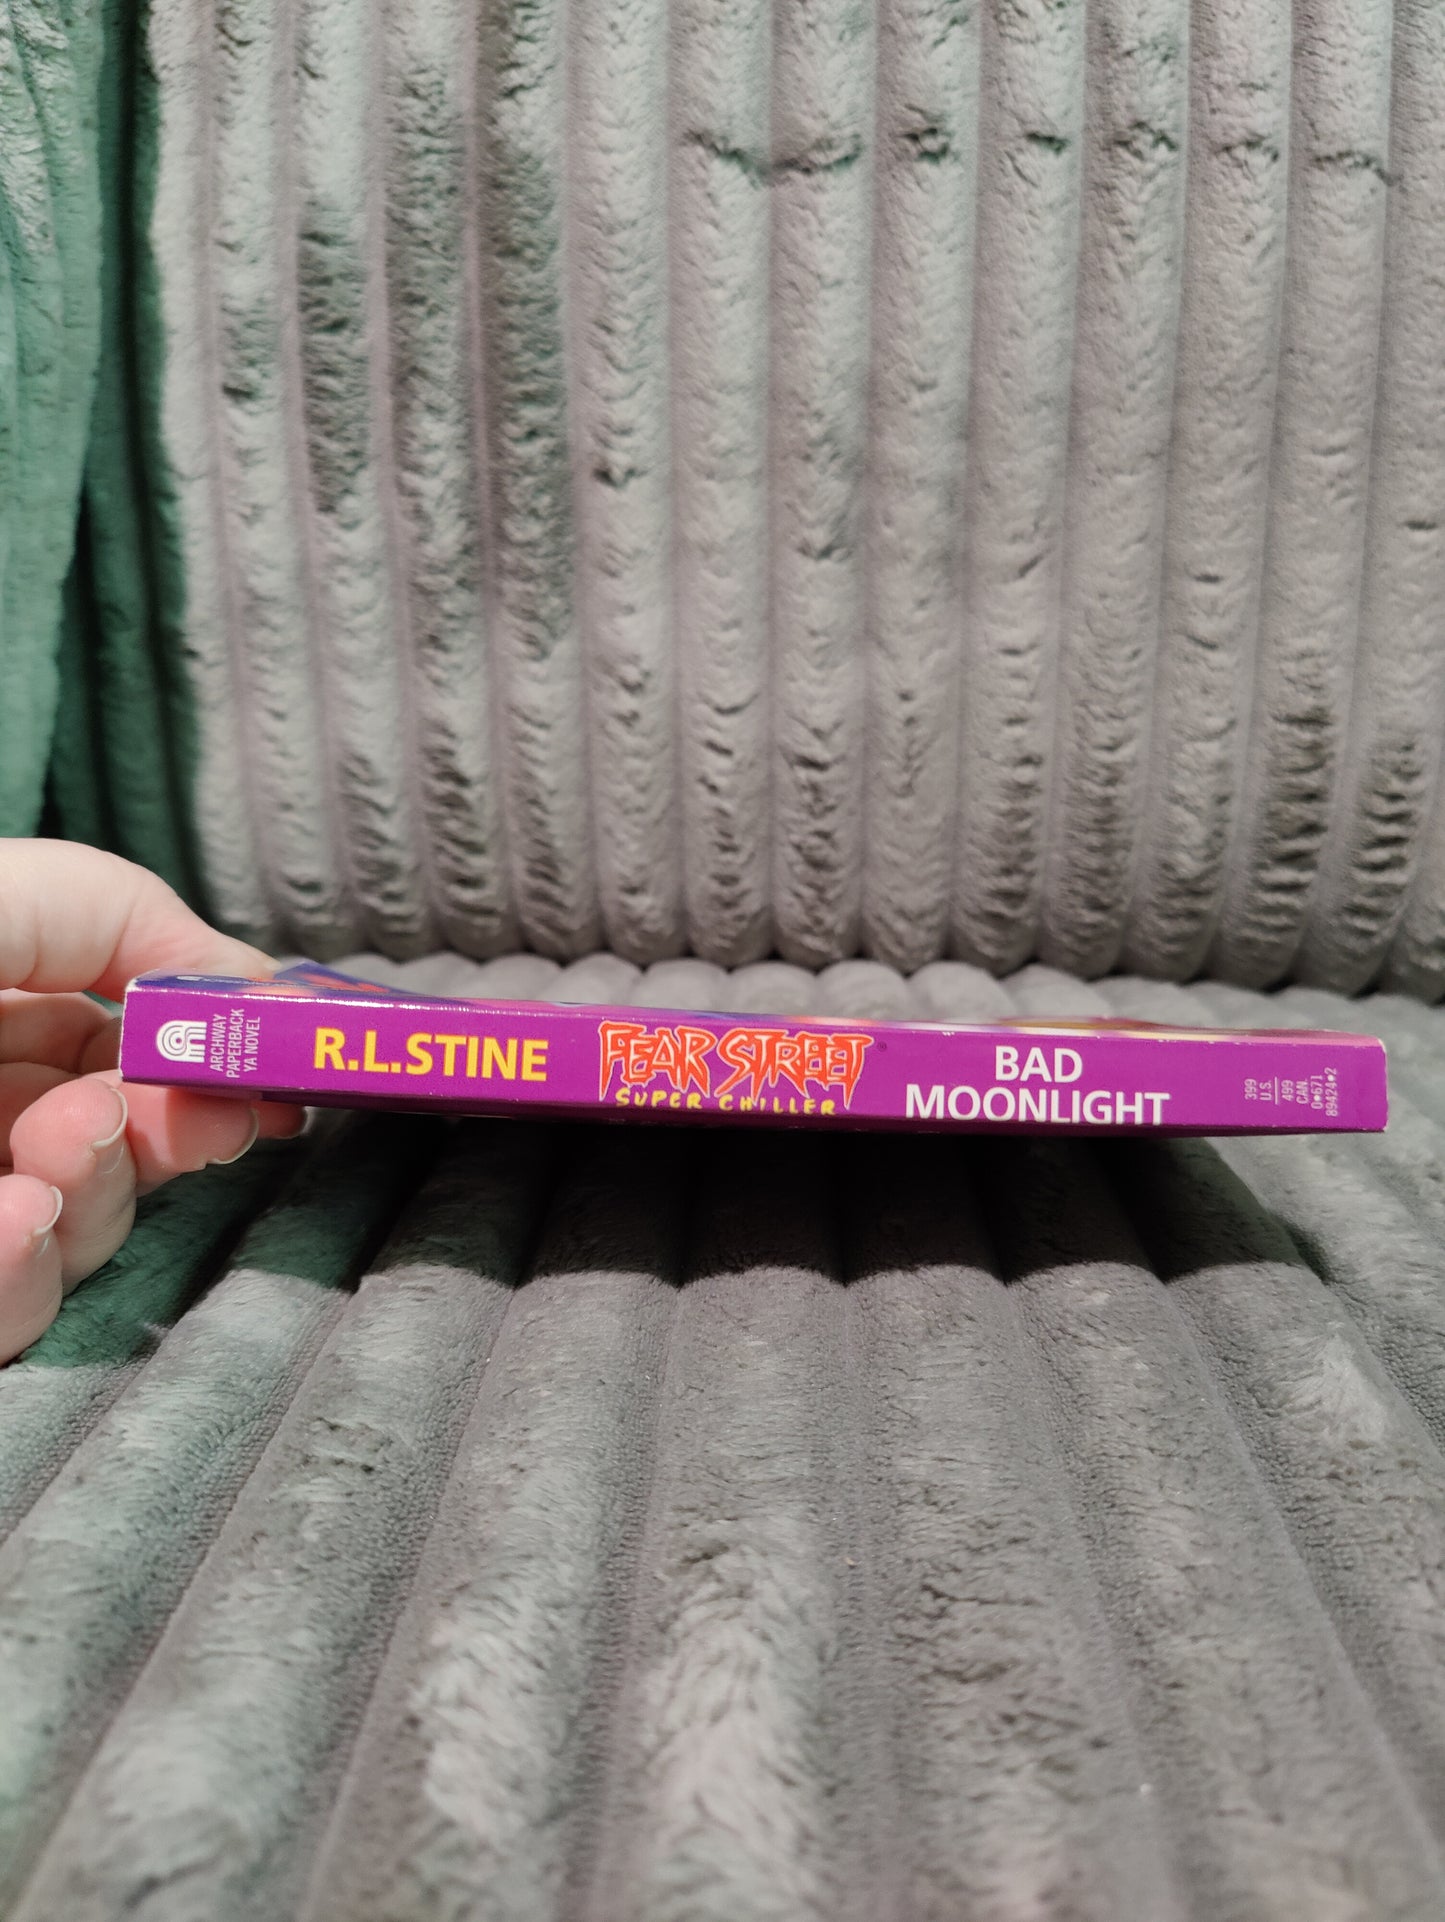 ARCHWAY
PAPERBACK
YA NOVEL
R.L.STINE
FEAR STREET®
SUPER CHILLER
BAD
MOONLIGHT
399
U.S.
499
CAN.
0•671
89424•2